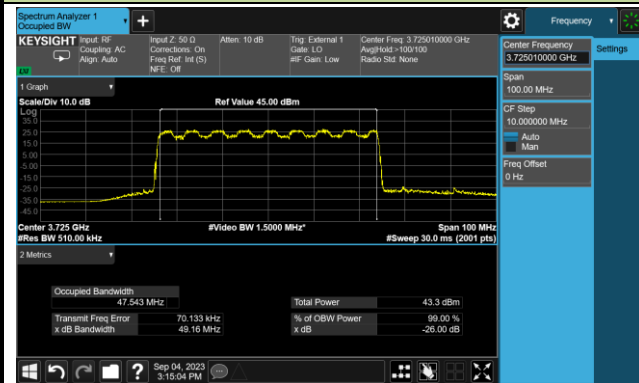 Spectrum Analyzer 1
Occupied BW
Frequency
KEYSIGHT
Input: RF
Coupling: AC
Align: Auto
Input Z: 50 Ω
Corrections: On
Freq Ref: Int (S)
NFE: Off
Atten: 10 dB
Trig: External 1
Gate: LO
#IF Gain: Low
Center Freq: 3.725010000 GHz
Avg|Hold:>100/100
Radio Std: None
Center Frequency
3.725010000 GHz
Settings
Span
100.00 MHz
CF Step
10.000000 MHz
Auto
Man
Freq Offset
0 Hz
1 Graph
Scale/Div 10.0 dB
Ref Value 45.00 dBm
Log
35.0
25.0
15.0
5.00
-5.00
-15.0
-25.0
-35.0
-45.0
Center 3.725 GHz
#Res BW 510.00 kHz
#Video BW 1.5000 MHz*
Span 100 MHz
#Sweep 30.0 ms (2001 pts)
2 Metrics
Occupied Bandwidth
47.543 MHz
Total Power 43.3 dBm
Transmit Freq Error 70.133 kHz
% of OBW Power 99.00 %
x dB Bandwidth 49.16 MHz
x dB -26.00 dB
?
Sep 04, 2023
3:15:04 PM